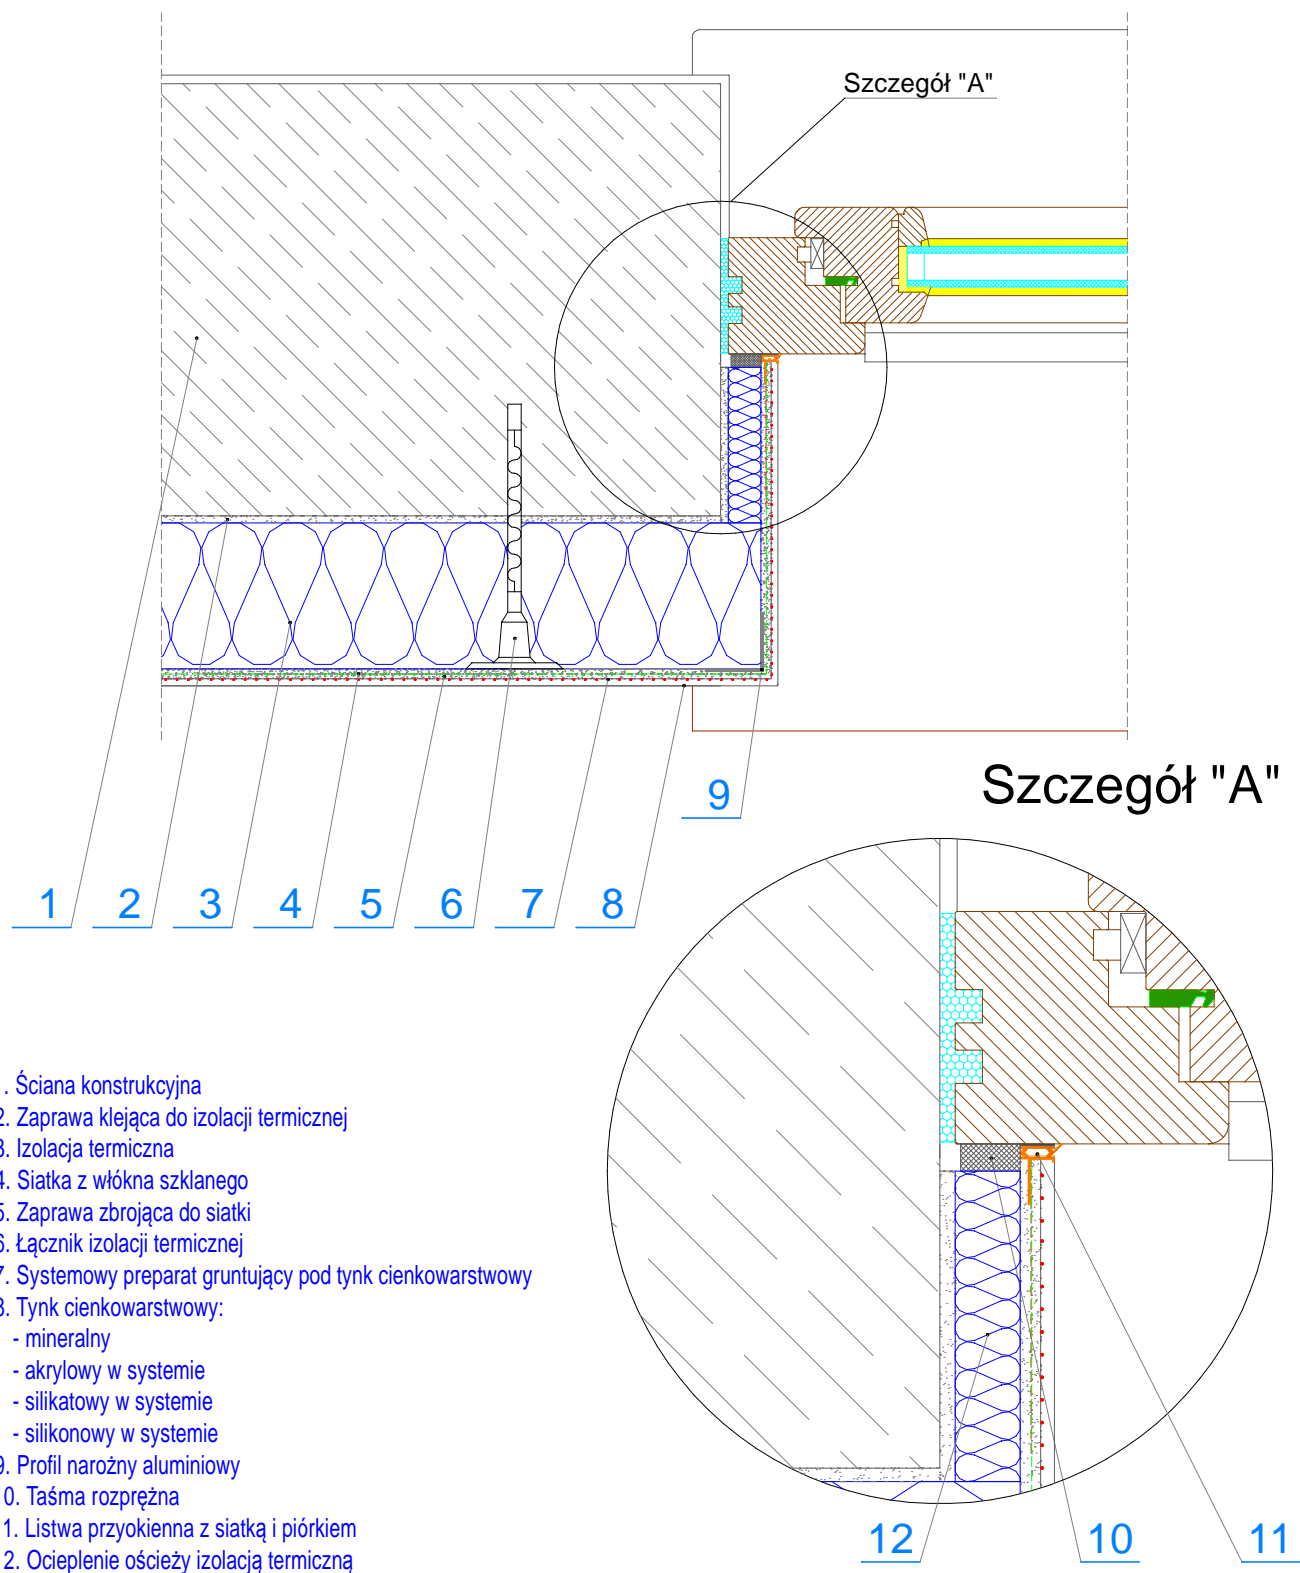 Szczegół "A"
9
Szczegół "A"
1 2 3 4 5 6 7 8
. Ściana konstrukcyjna
2. Zaprawa klejąca do izolacji termicznej
3. Izolacja termiczna
4. Siatka z włókna szklanego
5. Zaprawa zbrojąca do siatki
6. Łącznik izolacji termicznej
7. Systemowy preparat gruntujący pod tynk cienkowarstwowy
8. Tynk cienkowarstwowy:
- mineralny
- akrylowy w systemie
- silikatowy w systemie
- silikonowy w systemie
9. Profil narożny aluminiowy
0. Taśma rozprężna
1. Listwa przyokienna z siatką i piórkiem
2. Ocieplenie ościeży izolacją termiczną
12 10 11